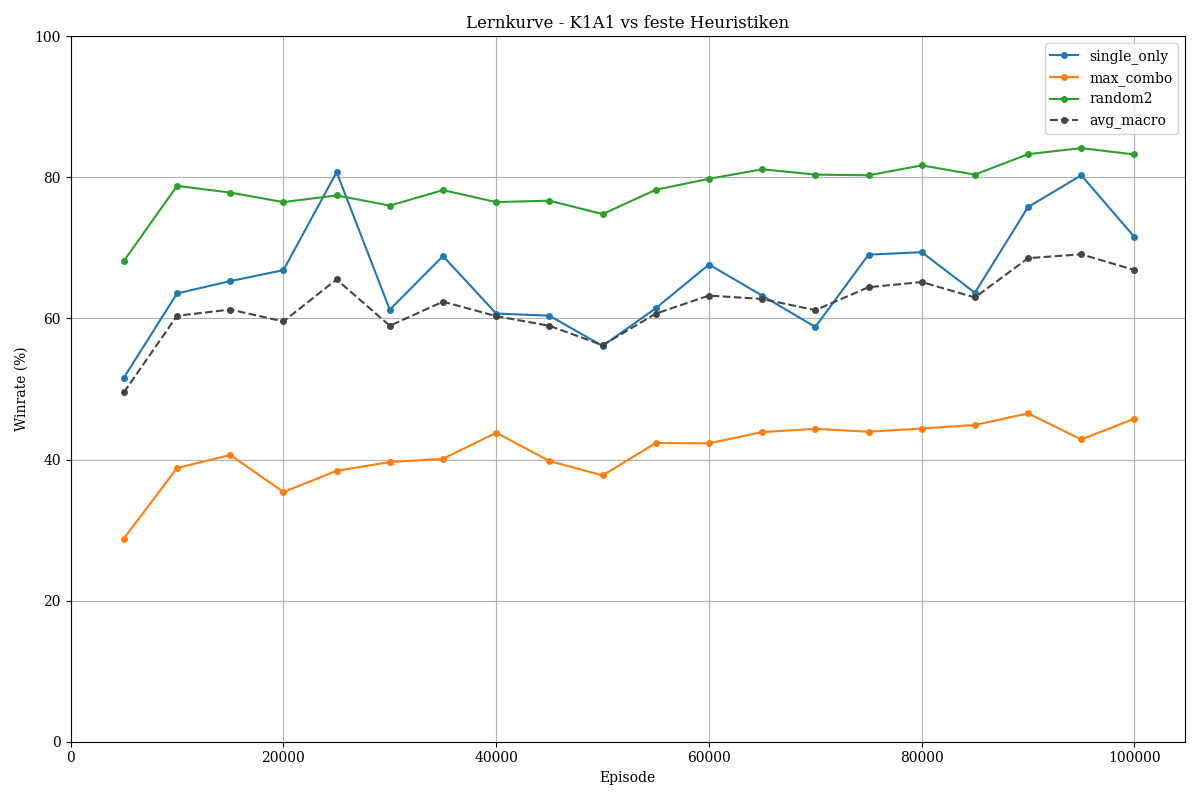 Lernkurve - K1A1 vs feste Heuristiken
single_only
max_combo
random2
avg_macro
Winrate (%)
100
80
60
40
20
0
0 20000 40000 60000 80000 100000
Episode